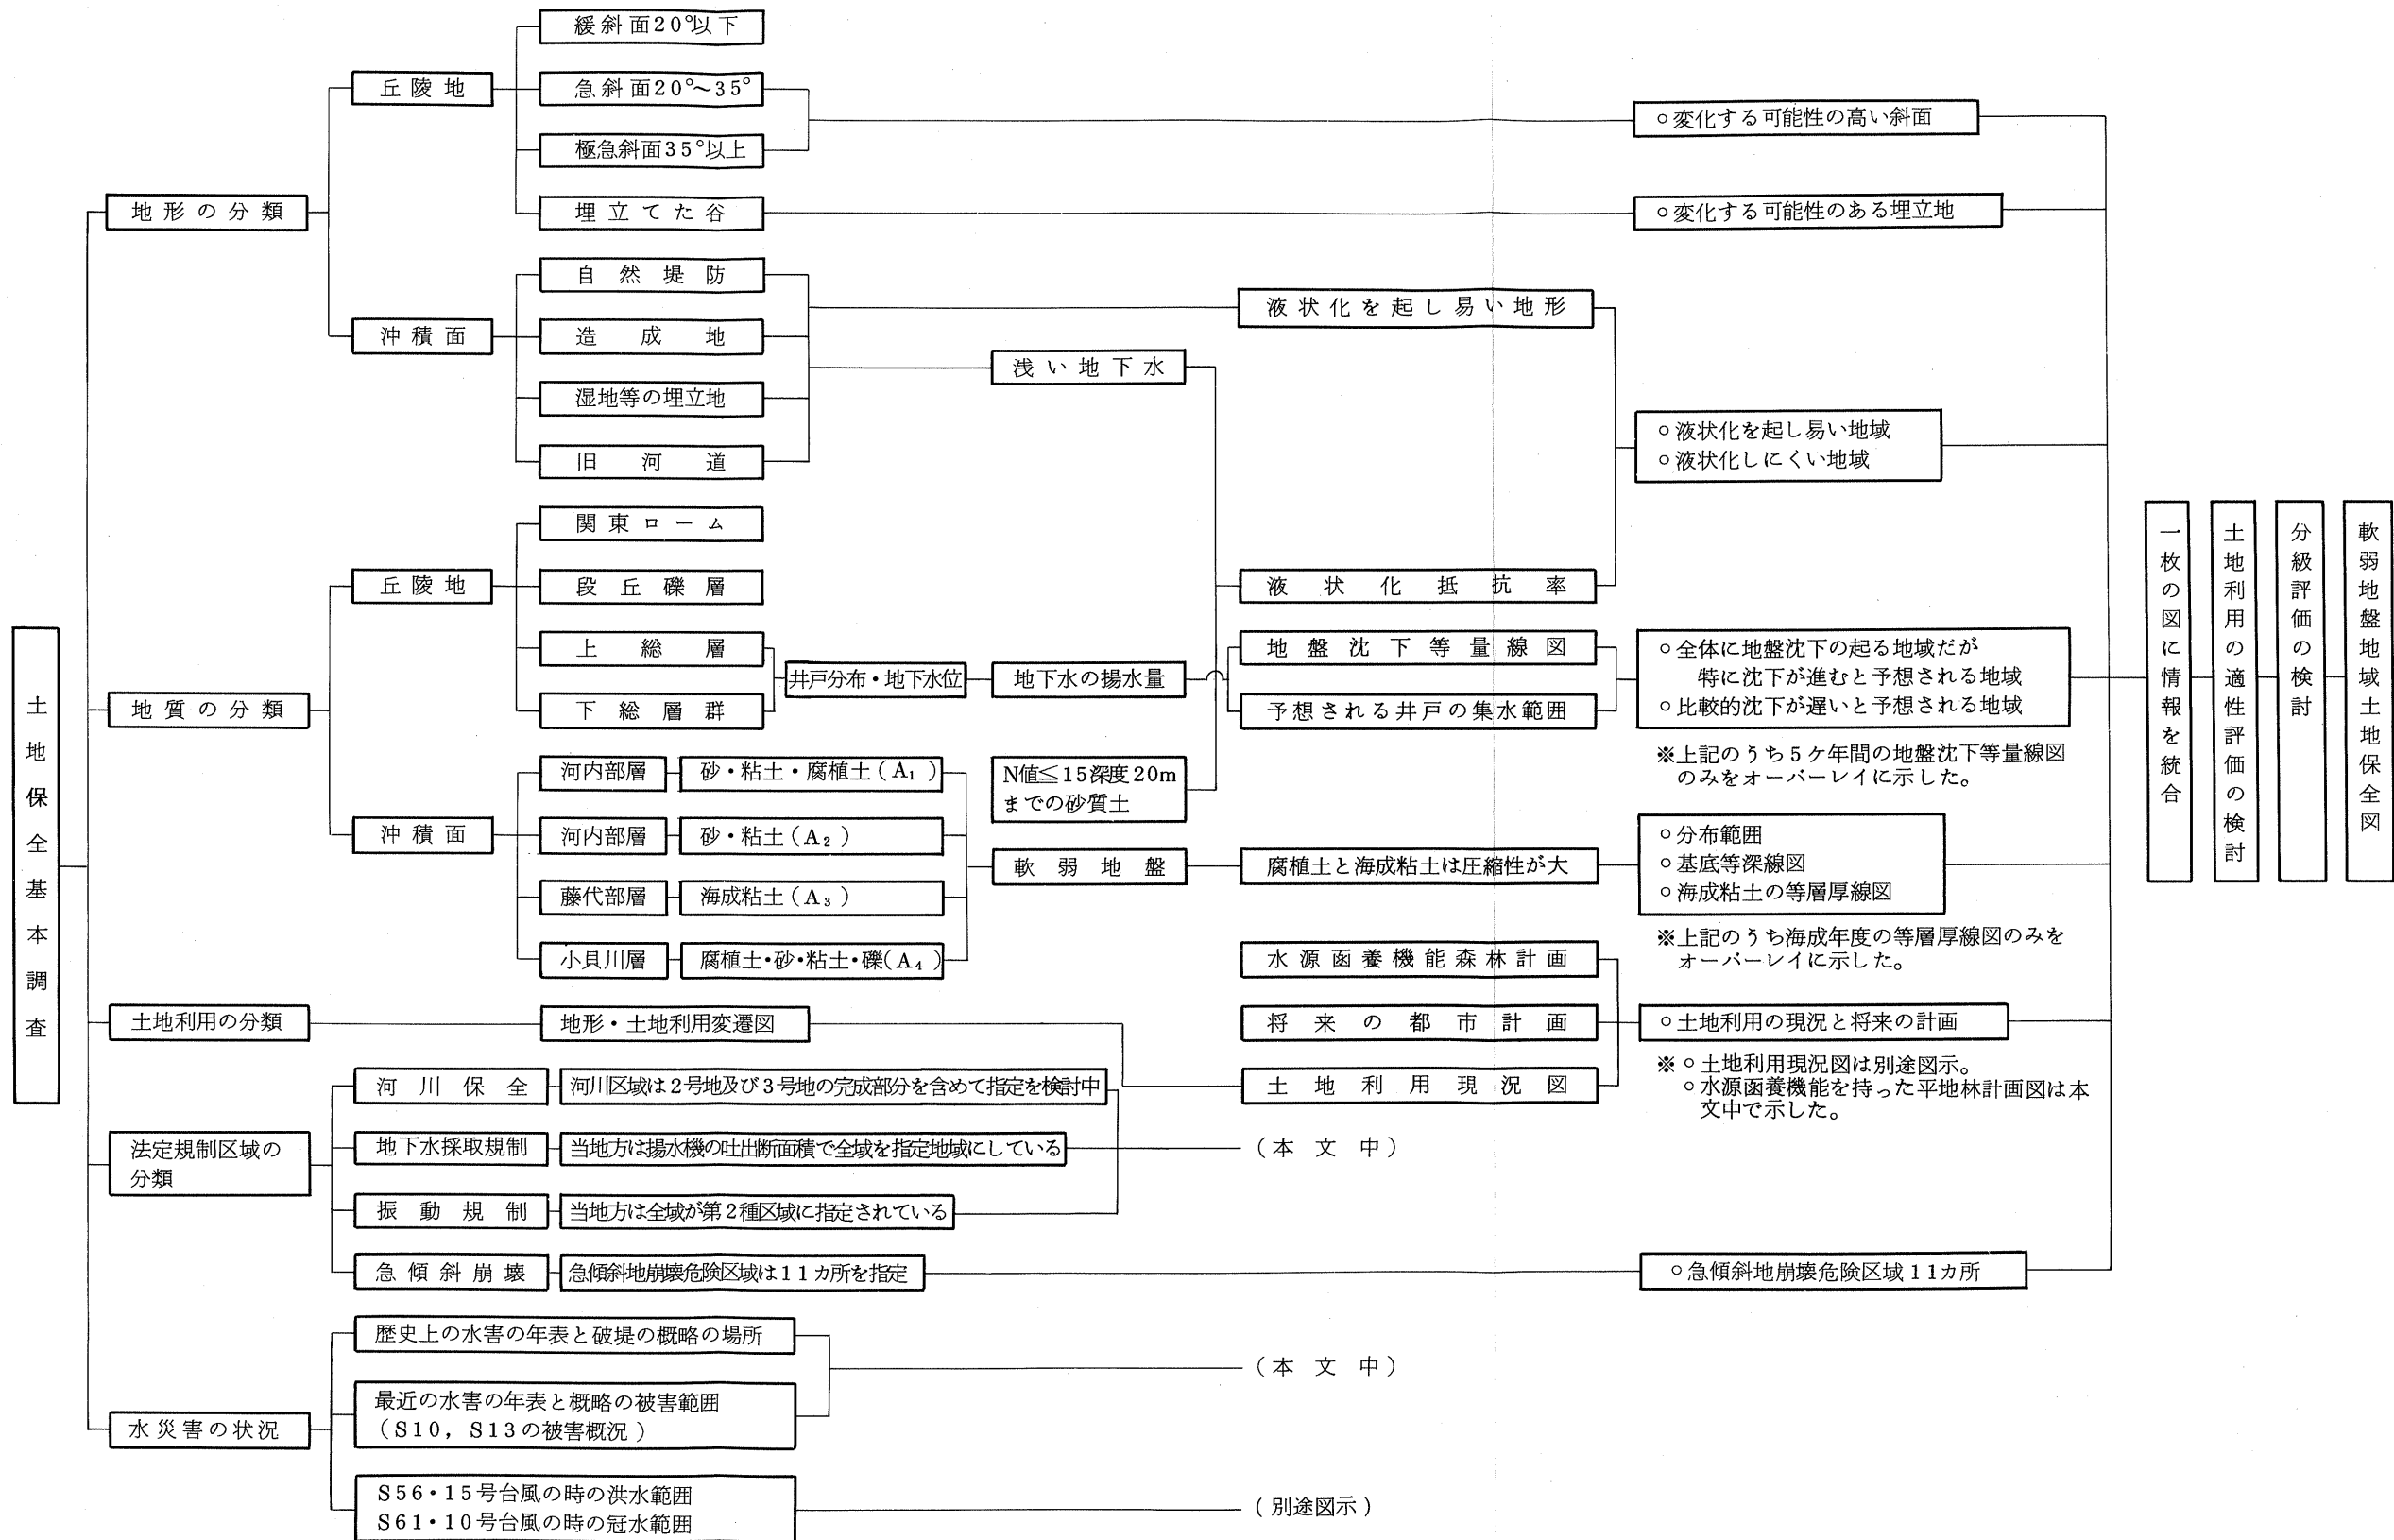 土地保全基本調査
地形の分類
丘陵地
緩斜面20°以下
急斜面20°～35°
極急斜面35°以上
埋立てた谷
○変化する可能性の高い斜面
○変化する可能性のある埋立地
沖積面
自然堤防
造成地
湿地等の埋立地
旧河道
浅い地下水
液状化を起し易い地形
○液状化を起し易い地域
○液状化しにくい地域
地質の分類
丘陵地
関東ローム
段丘礫層
上総層
下総層群
井戸分布・地下水位
地下水の揚水量
液状化抵抗率
地盤沈下等量線図
予想される井戸の集水範囲
○全体に地盤沈下の起る地域だが
特に沈下が進むと予想される地域
○比較的沈下が遅いと予想される地域
※上記のうち5ケ年間の地盤沈下等量線図
のみをオーバーレイに示した。
沖積面
河内部層
砂・粘土・腐植土（A₁）
河内部層
砂・粘土（A₂）
藤代部層
海成粘土（A₃）
小貝川層
腐植土・砂・粘土・礫（A₄）
N値≦15深度20m
までの砂質土
軟弱地盤
腐植土と海成粘土は圧縮性が大
○分布範囲
○基底等深線図
○海成粘土の等層厚線図
※上記のうち海成年度の等層厚線図のみを
オーバーレイに示した。
土地利用の分類
地形・土地利用変遷図
水源函養機能森林計画
将来の都市計画
土地利用現況図
○土地利用の現況と将来の計画
※○土地利用現況図は別途図示。
○水源函養機能を持った平地林計画図は本
文中で示した。
法定規制区域の
分類
河川保全
河川区域は2号地及び3号地の完成部分を含めて指定を検討中
地下水採取規制
当地方は揚水機の吐出断面積で全域を指定地域にしている
（本文中）
振動規制
当地方は全域が第2種区域に指定されている
急傾斜崩壊
急傾斜地崩壊危険区域は11カ所を指定
○急傾斜地崩壊危険区域11カ所
水災害の状況
歴史上の水害の年表と破堤の概略の場所
最近の水害の年表と概略の被害範囲
（S10，S13の被害概況）
（本文中）
S56・15号台風の時の洪水範囲
S61・10号台風の時の冠水範囲
（別途図示）
一枚の図に情報を統合
土地利用の適性評価の検討
分級評価の検討
軟弱地盤地域土地保全図